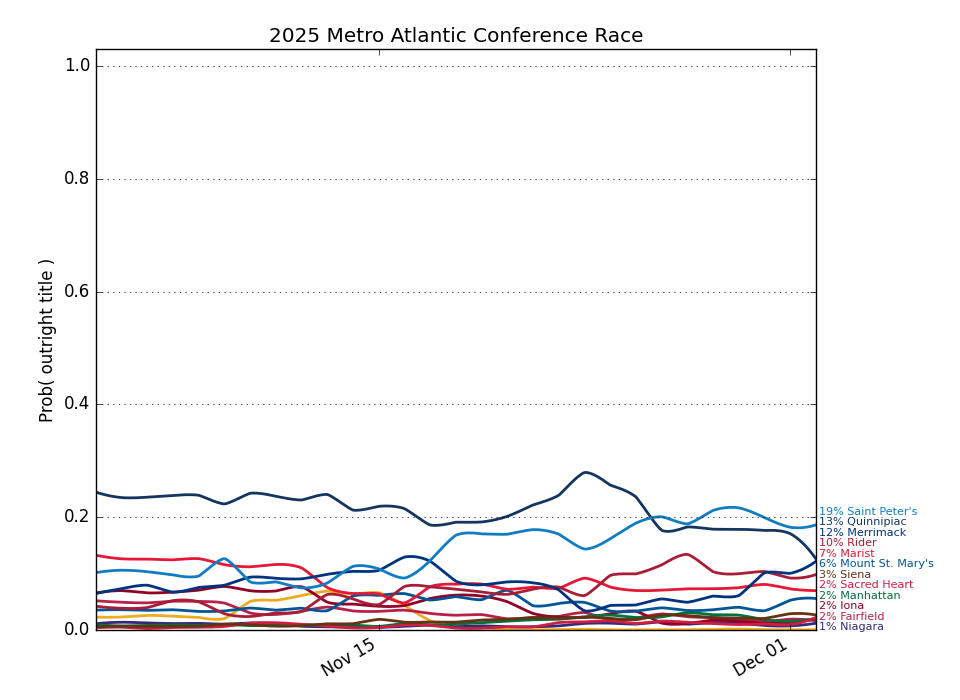 2025 Metro Atlantic Conference Race
Prob( outright title )
1.0
0.8
0.6
0.4
0.2
0.0
Nov 15
Dec 01
19% Saint Peter's
13% Quinnipiac
12% Merrimack
10% Rider
7% Marist
6% Mount St. Mary's
3% Siena
2% Sacred Heart
2% Manhattan
2% Iona
2% Fairfield
1% Niagara